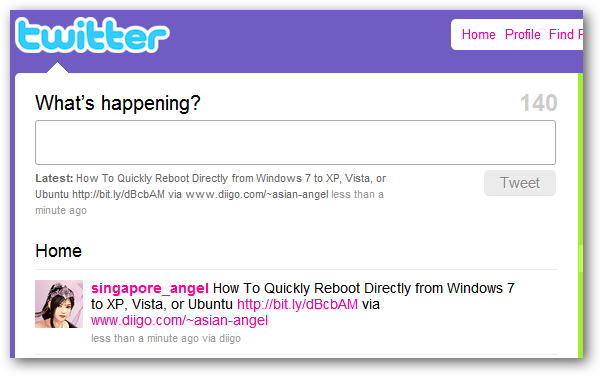 twitter
Home Profile Find
What's happening?
140
Latest: How To Quickly Reboot Directly from Windows 7 to XP, Vista, or
Ubuntu http://bit.ly/dBcbAM via www.diigo.com/~asian-angel less than a
minute ago
Tweet
Home
singapore_angel How To Quickly Reboot Directly from Windows 7
to XP, Vista, or Ubuntu http://bit.ly/dBcbAM via
www.diigo.com/~asian-angel
less than a minute ago via diigo